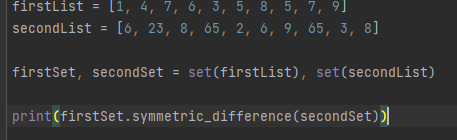 firstList = [1, 4, 7, 6, 3, 5, 8, 5, 7, 9]
secondList = [6, 23, 8, 65, 2, 6, 9, 65, 3, 8]
firstSet, secondSet = set(firstList), set(secondList)
print(firstSet.symmetric_difference(secondSet))